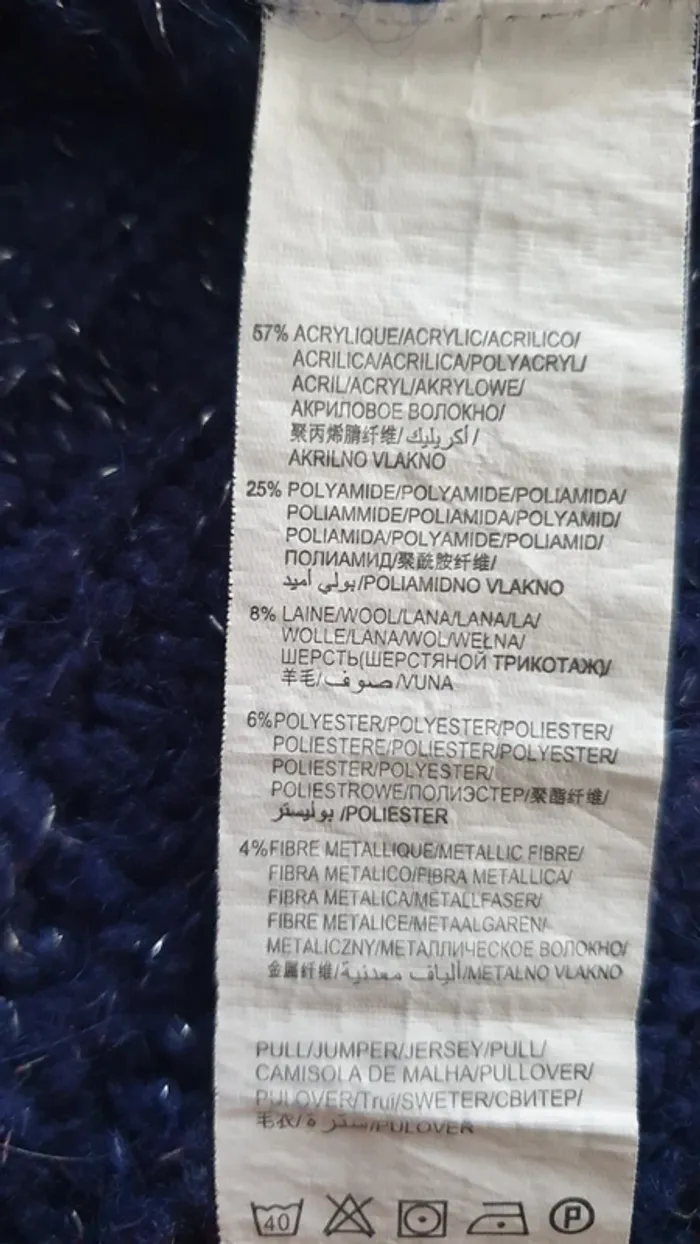 57% ACRYLIQUE/ACRYLIC/ACRILICO/
ACRILICA/ACRILICA/POLYACRYL/
ACRIL/ACRYL/AKRYLOWE/
АКРИЛОВОЕ ВОЛОКНО/
聚丙烯腈纤维/أكريليك/
AKRILNO VLAKNO
25% POLYAMIDE/POLYAMIDE/POLIAMIDA/
POLIAMMIDE/POLIAMIDA/POLYAMID/
POLIAMIDA/POLYAMIDE/POLIAMID/
ПОЛИАМИД/聚酰胺纤维/
بولي أميد/POLIAMIDNO VLAKNO
8% LAINE/WOOL/LANA/LANA/LA/
WOLLE/LANA/WOL/WEŁNA/
ШЕРСТЬ(ШЕРСТЯНОЙ ТРИКОТАЖ)/
羊毛/صوف/VUNA
6%POLYESTER/POLYESTER/POLIESTER/
POLIESTERE/POLIESTER/POLYESTER/
POLIESTER/POLYESTER/
POLIESTROWE/ПОЛИЭСТЕР/聚酯纤维/
بوليستر/POLIESTER
4%FIBRE METALLIQUE/METALLIC FIBRE/
FIBRA METALICO/FIBRA METALLICA/
FIBRA METALICA/METALLFASER/
FIBRE METALICE/METAALGAREN/
METALICZNY/МЕТАЛЛИЧЕСКОЕ ВОЛОКНО/
金属纤维/ألياف معدنية/METALNO VLAKNO
PULL/JUMPER/JERSEY/PULL/
CAMISOLA DE MALHA/PULLOVER/
PULOVER/Trui/SWETER/СВИТЕР/
毛衣/سترة/PULOVER
40 P